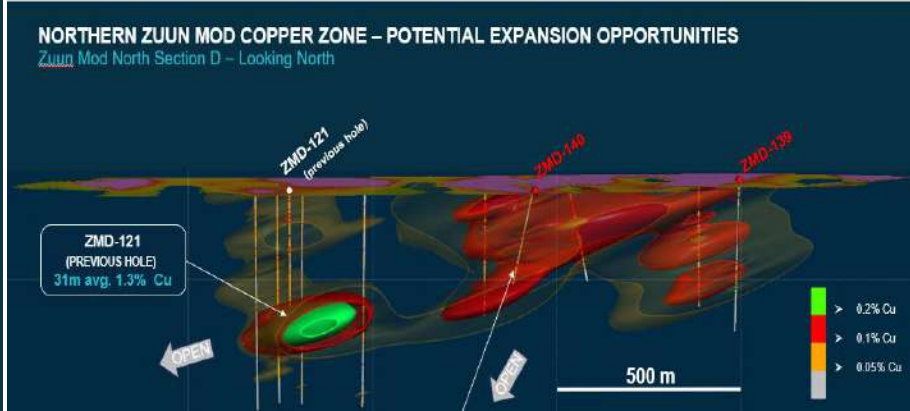 NORTHERN ZUUN MOD COPPER ZONE – POTENTIAL EXPANSION OPPORTUNITIES
Zuun Mod North Section D – Looking North
ZMD-121
(previous hole)
ZMD-140
ZMD-139
ZMD-121
(PREVIOUS HOLE)
31m avg. 1.3% Cu
OPEN
OPEN
500 m
> 0.2% Cu
> 0.1% Cu
> 0.05% Cu